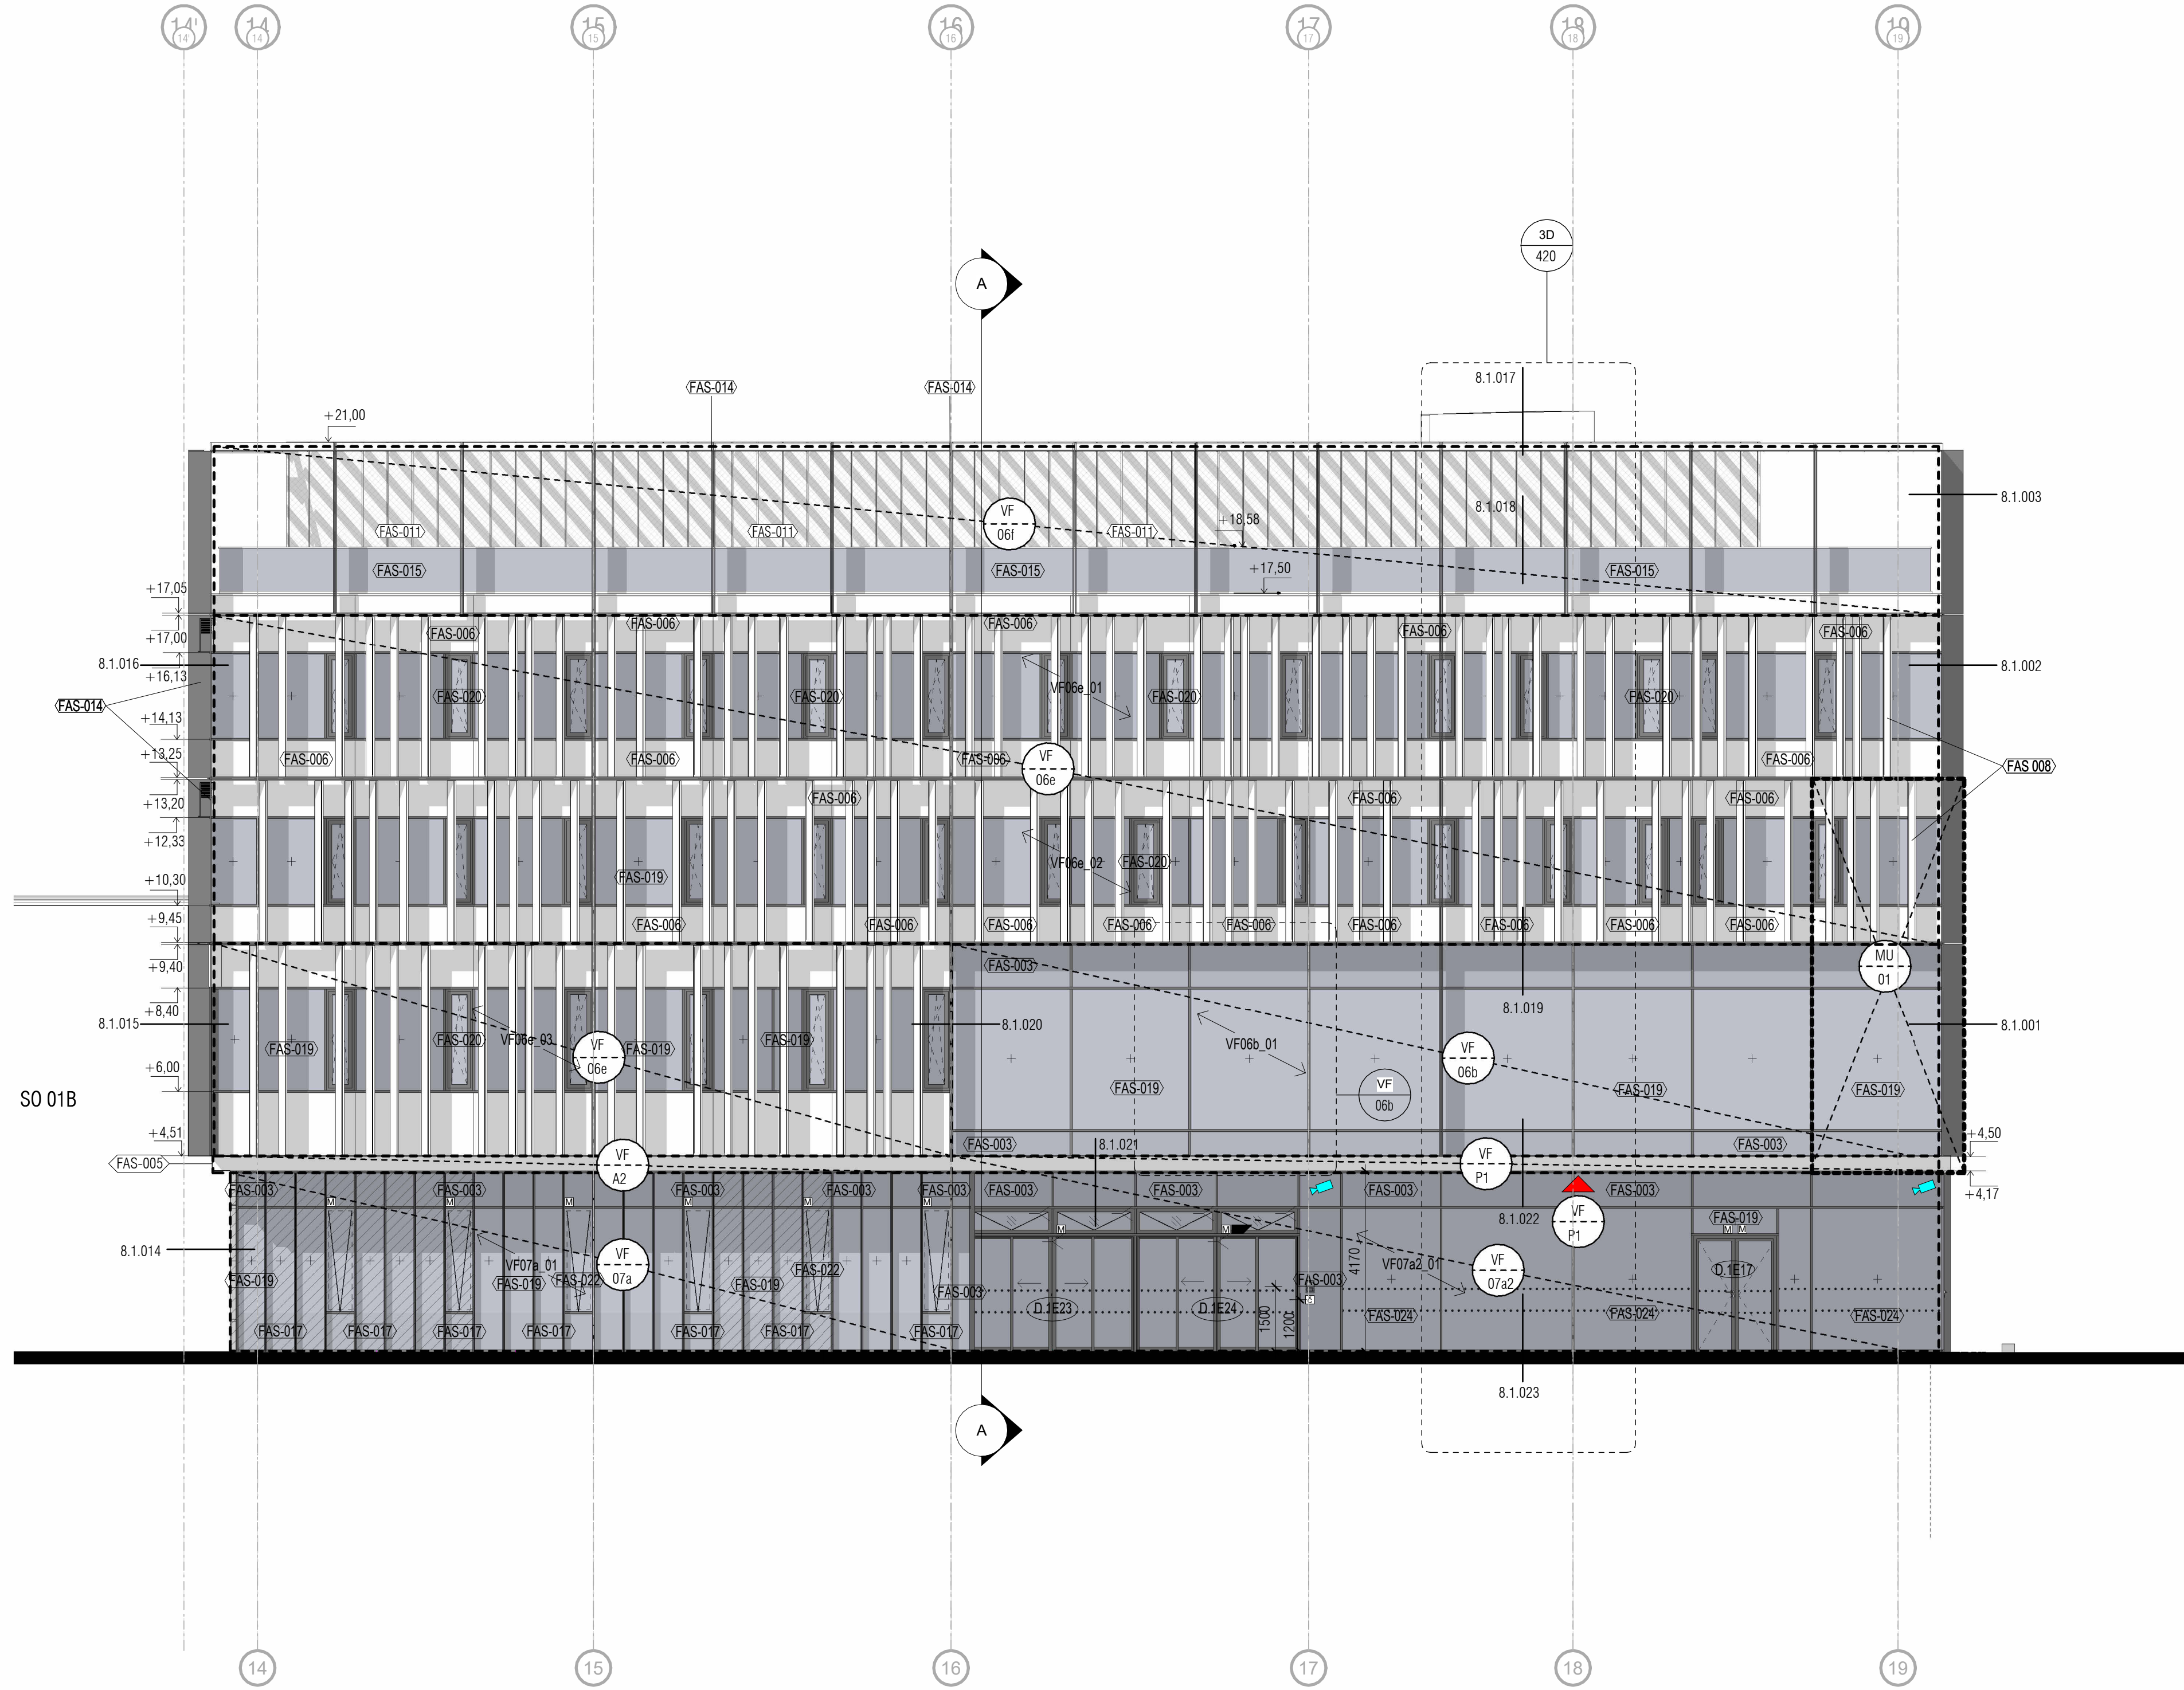 14' 14 15 16 17 18 19
14' 14 15 16 17 18 19
3D
420
A
8.1.017
FAS-014 FAS-014
+21,00
8.1.003
8.1.018
VF
06f
+18,58
FAS-011 FAS-011 FAS-011
FAS-015 FAS-015 FAS-015
+17,50
+17,05
FAS-006 FAS-006 FAS-006 FAS-006 FAS-006
+17,00
8.1.016
8.1.002
+16,13
VF06e_01
FAS-020 FAS-020 FAS-020 FAS-020
FAS-014
+14,13
+13,25
FAS-006 FAS-006 FAS-006 FAS-006
VF
06e
FAS 008
+13,20
FAS-006 FAS-006 FAS-006
+12,33
VF06e_02
FAS-020
FAS-019
+10,30
+9,45
FAS-006 FAS-006 FAS-006 FAS-006 FAS-006 FAS-006 FAS-006 FAS-006 FAS-006
+9,40
FAS-003
MU
01
+8,40
8.1.019
8.1.015
8.1.020
8.1.001
FAS-019 FAS-020 VF06e_03 FAS-019 FAS-019
VF
06e
VF06b_01
VF
06b
+6,00
VF
06b
FAS-019 FAS-019 FAS-019
SO 01B
+4,51
+4,50
FAS-003 8.1.021 FAS-003
FAS-005
VF
A2
VF
P1
+4,17
FAS-003 FAS-003 FAS-003 FAS-003 FAS-003 FAS-003 FAS-003 FAS-003 FAS-003
M M M M M M
8.1.022
VF
P1
FAS-019
M M M M
8.1.014
VF07a_01
VF
07a
4170
VF07a2_01
VF
07a2
D.1E17
FAS-019 FAS-019 FAS-022 FAS-019 FAS-022 FAS-003 FAS-003
D.1E23 D.1E24
1500
1200
FAS-024 FAS-024 FAS-024
FAS-017 FAS-017 FAS-017 FAS-017 FAS-017 FAS-017 FAS-017
8.1.023
A
14 15 16 17 18 19